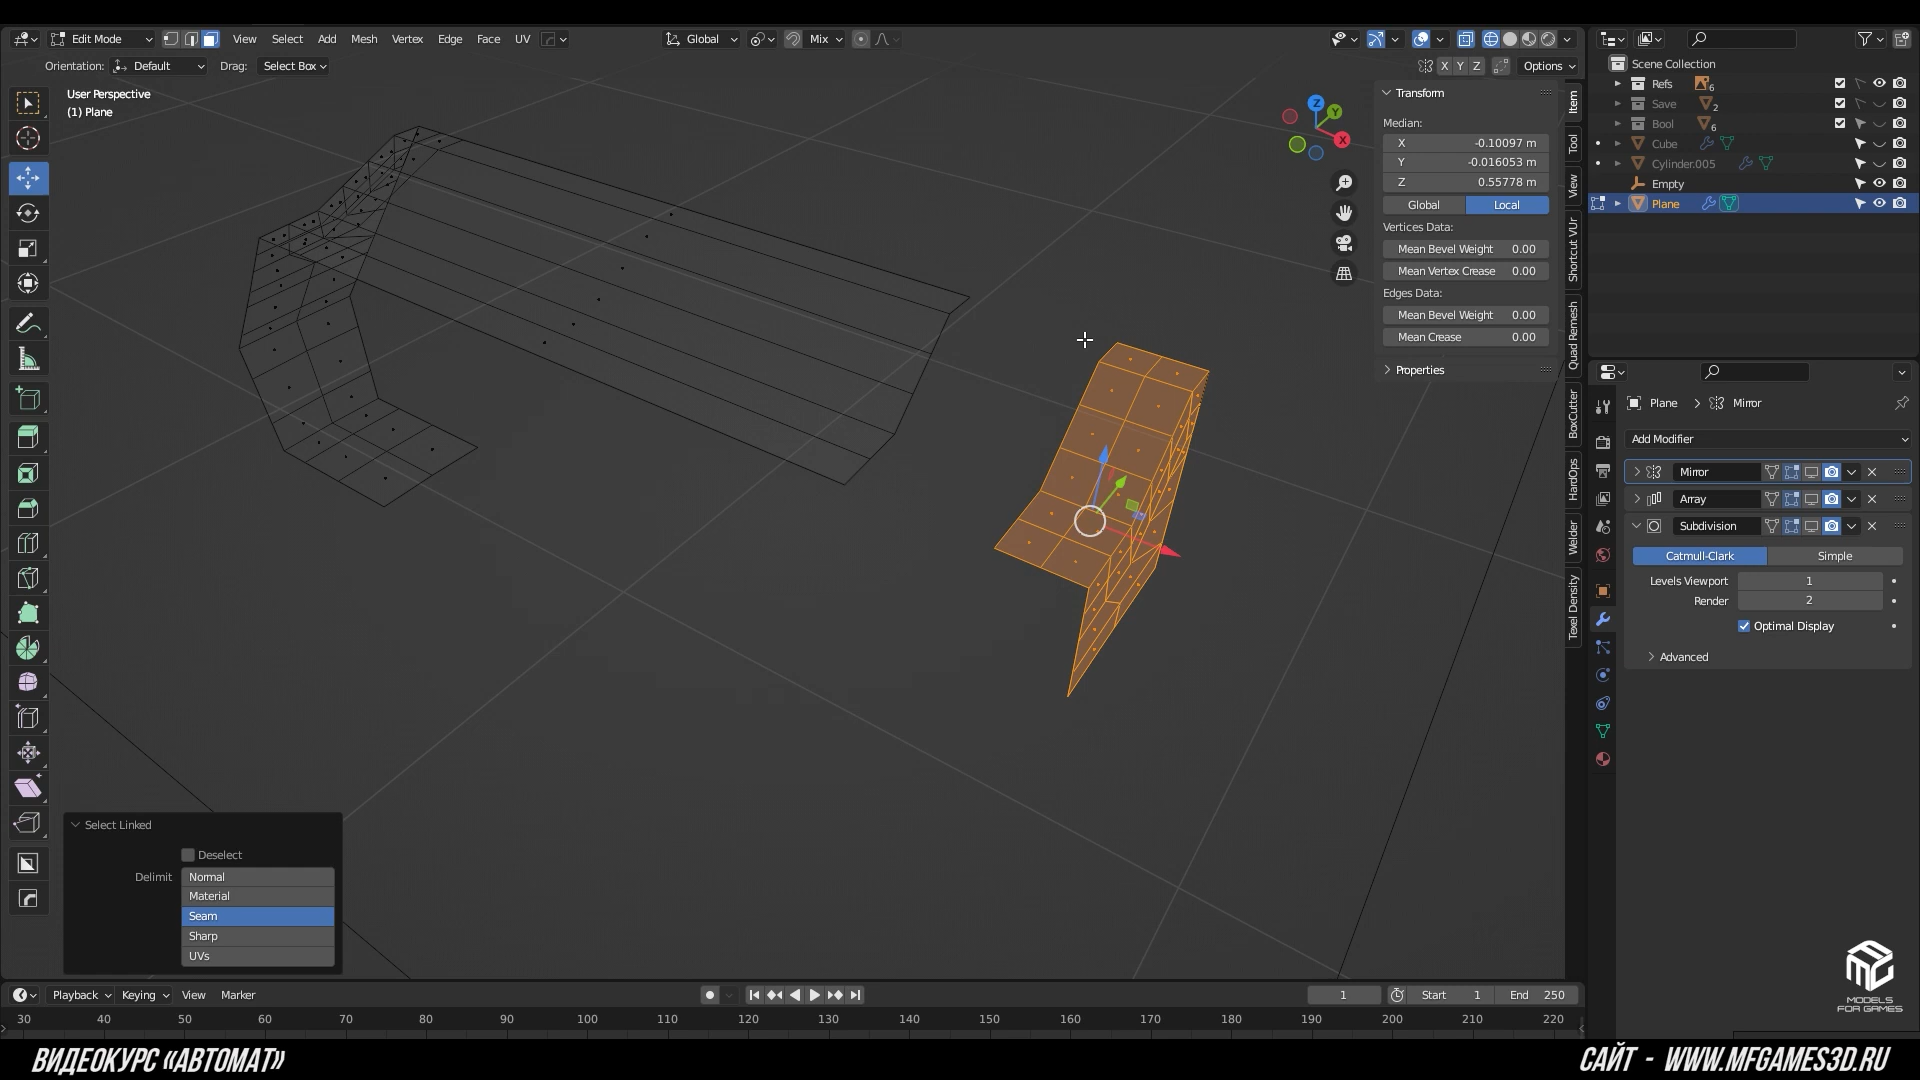 Edit Mode View Select Add Mesh Vertex Edge Face UV Global Mix
Orientation: Default Drag: Select Box X Y Z Options
User Perspective
(1) Plane
Z
Y
X
Transform
Median:
X -0.10097 m
Y -0.016053 m
Z 0.55778 m
Global Local
Vertices Data:
Mean Bevel Weight 0.00
Mean Vertex Crease 0.00
Edges Data:
Mean Bevel Weight 0.00
Mean Crease 0.00
Properties
Item
Tool
View
Shortcut VUr
Quad Remesh
BoxCutter
HardOps
Welder
Texel Density
Scene Collection
Refs 6
Save 2
Bool 6
Cube
Cylinder.005
Empty
Plane
Plane > Mirror
Add Modifier
Mirror
Array
Subdivision
Catmull-Clark Simple
Levels Viewport 1
Render 2
Optimal Display
Advanced
Select Linked
Deselect
Delimit Normal
Material
Seam
Sharp
UVs
Playback Keying View Marker 1 Start 1 End 250
30 40 50 60 70 80 90 100 110 120 130 140 150 160 170 180 190 200 210 220
MODELS
FOR GAMES
ВИДЕОКУРС «АВТОМАТ» САЙТ - WWW.MFGAMES3D.RU